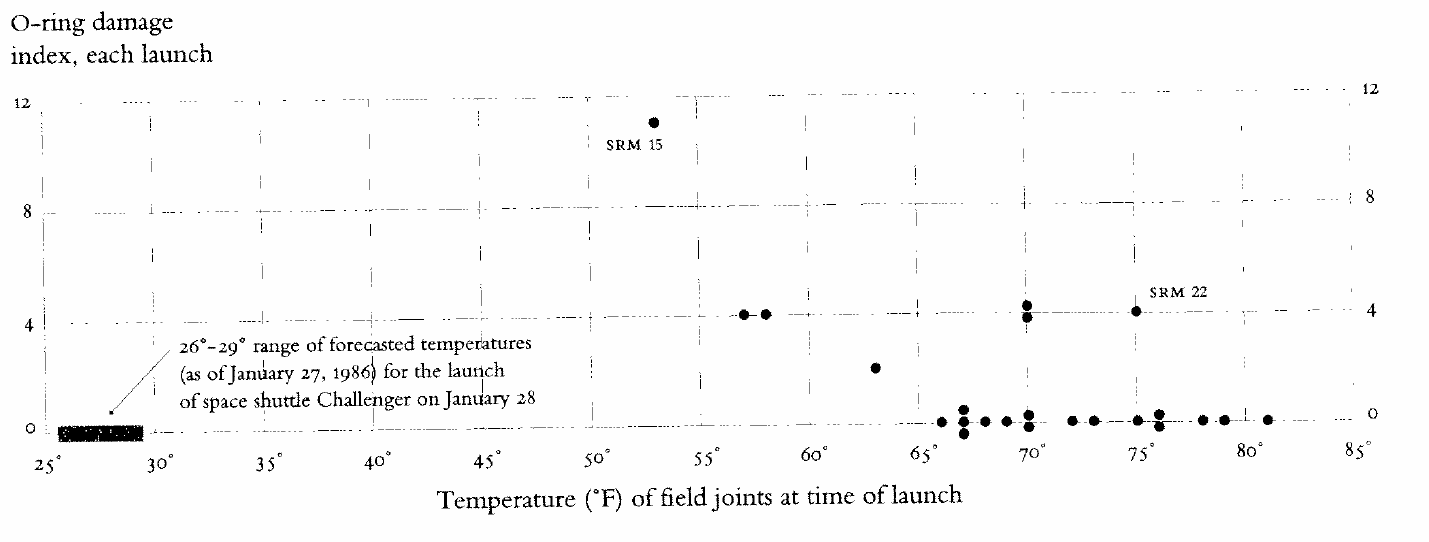 O-ring damage
index, each launch
12
12
SRM 15
8
8
SRM 22
4
4
26°-29° range of forecasted temperatures
(as of January 27, 1986) for the launch
of space shuttle Challenger on January 28
0
0
25° 30° 35° 40° 45° 50° 55° 60° 65° 70° 75° 80° 85°
Temperature (°F) of field joints at time of launch